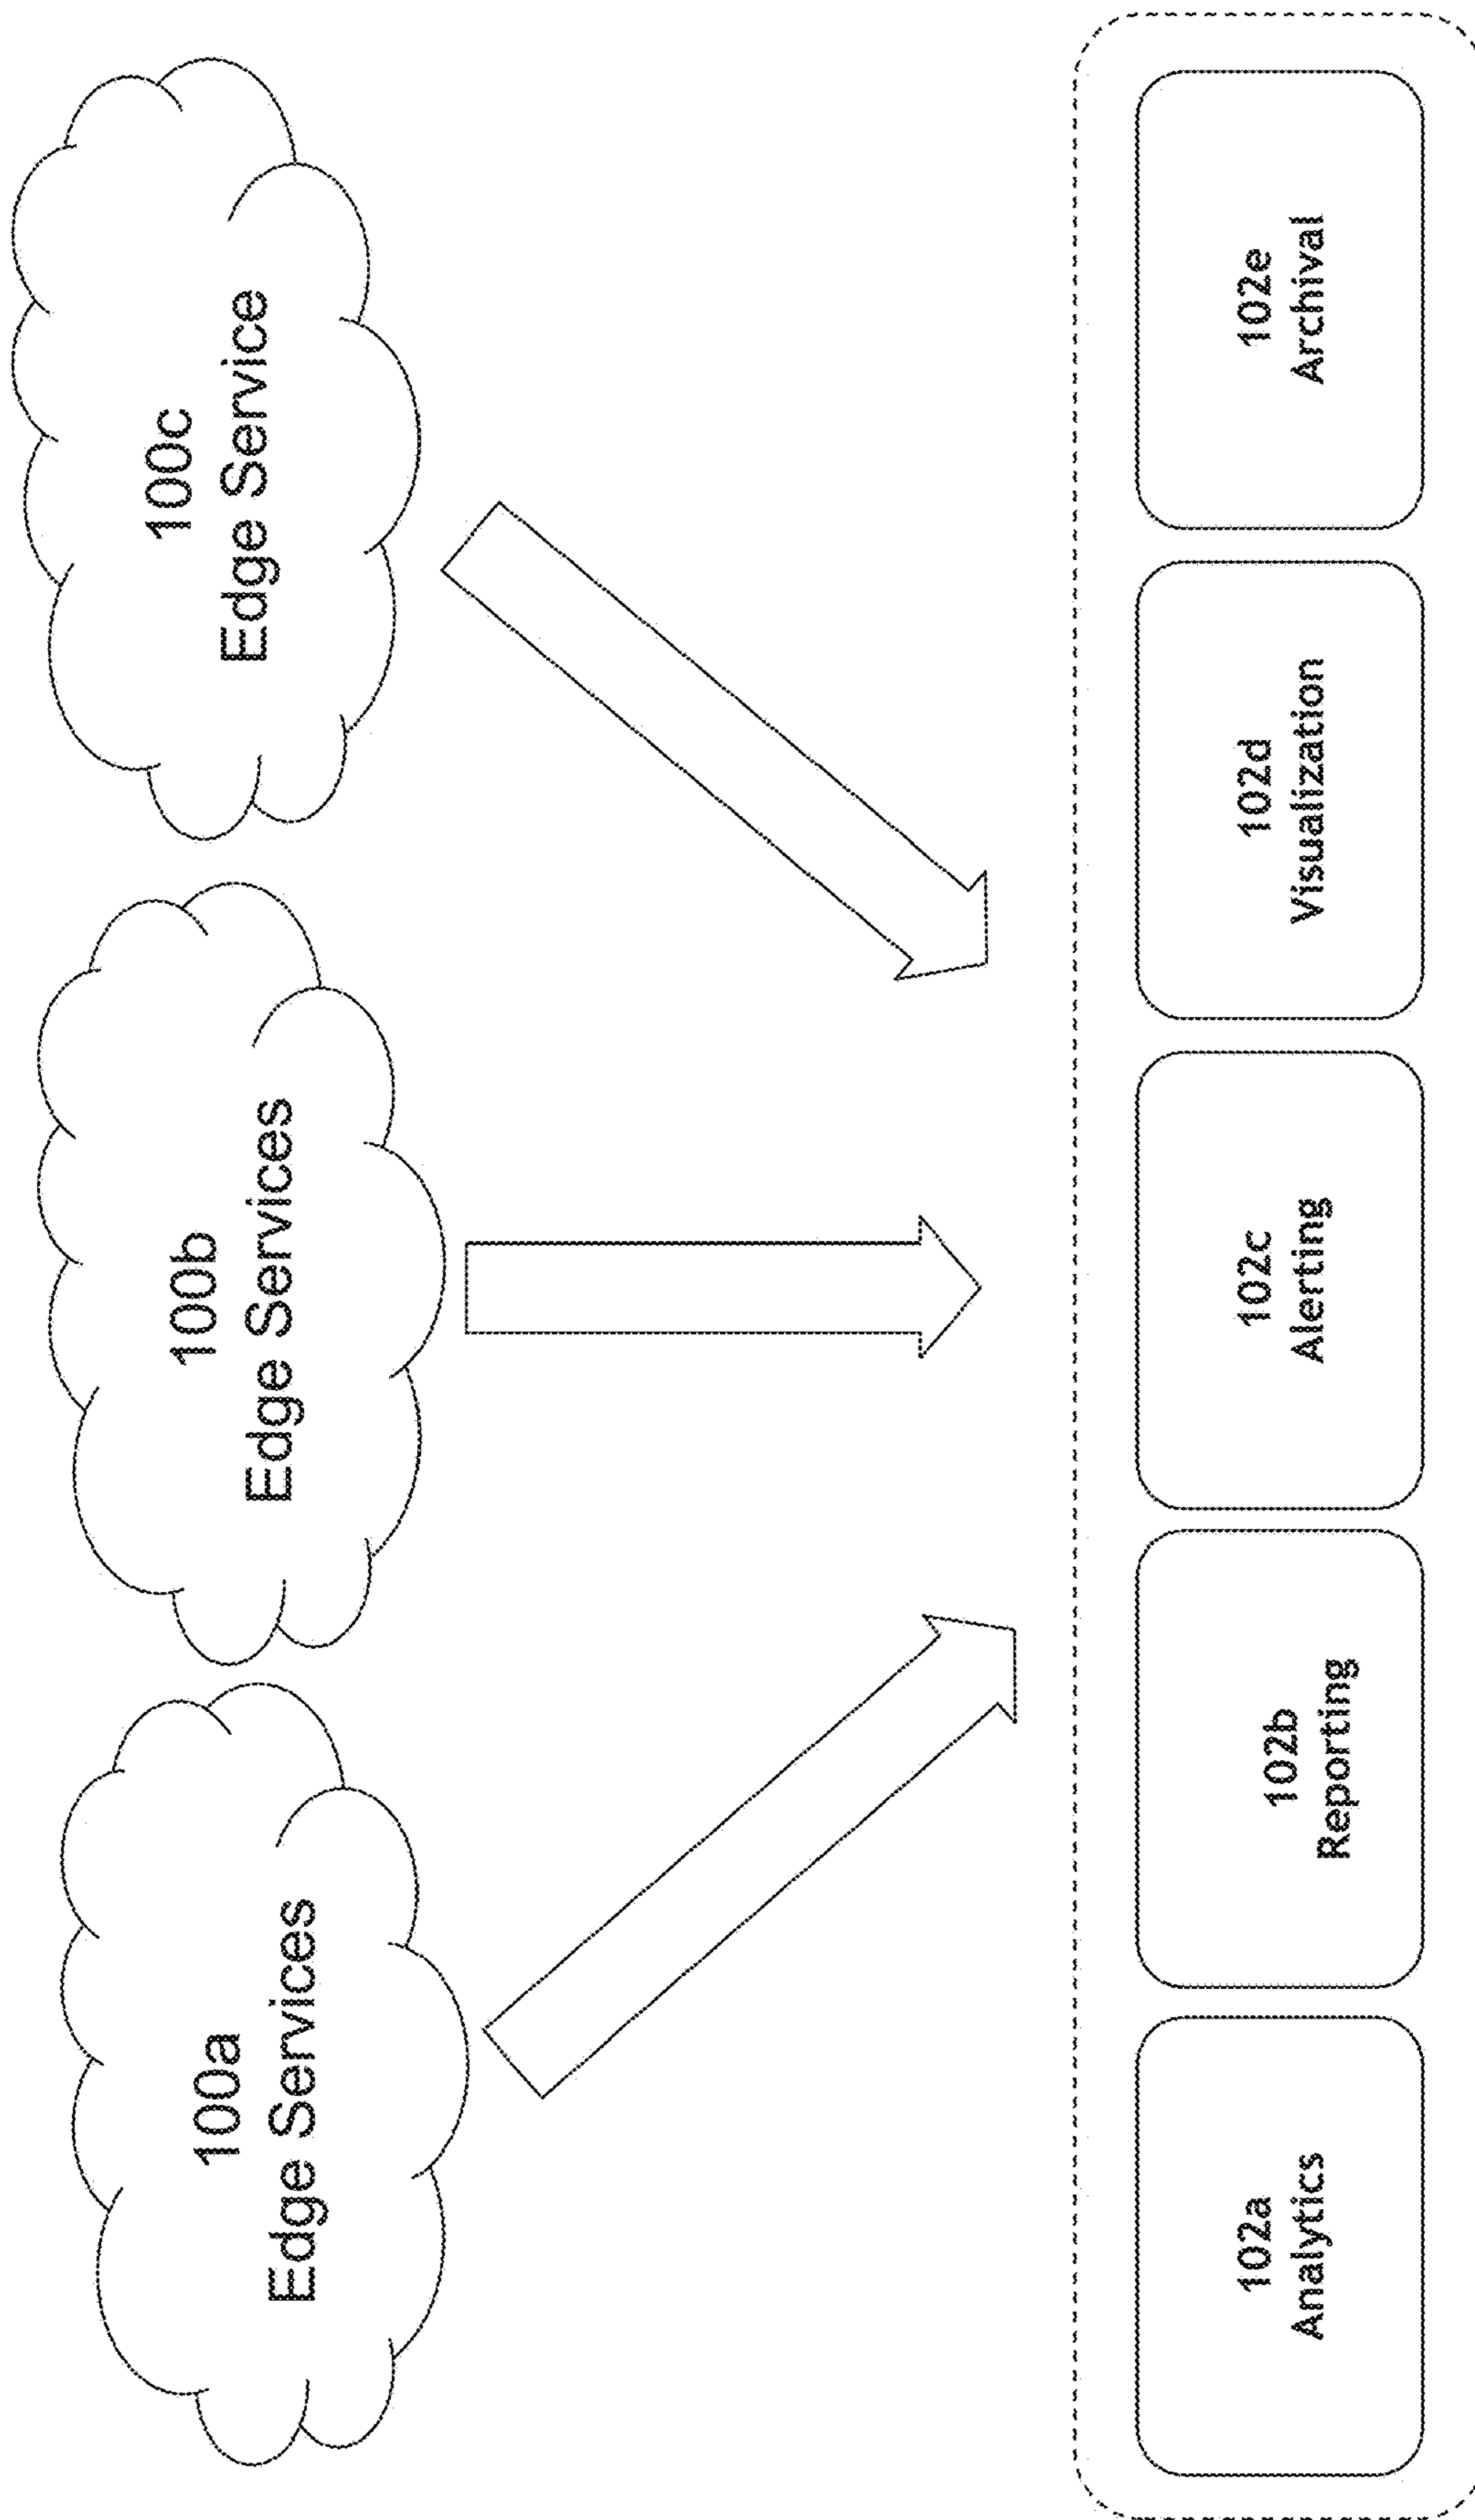 100a
Edge Services
100b
Edge Services
100c
Edge Service
102a
Analytics
102b
Reporting
102c
Alerting
102d
Visualization
102e
Archival